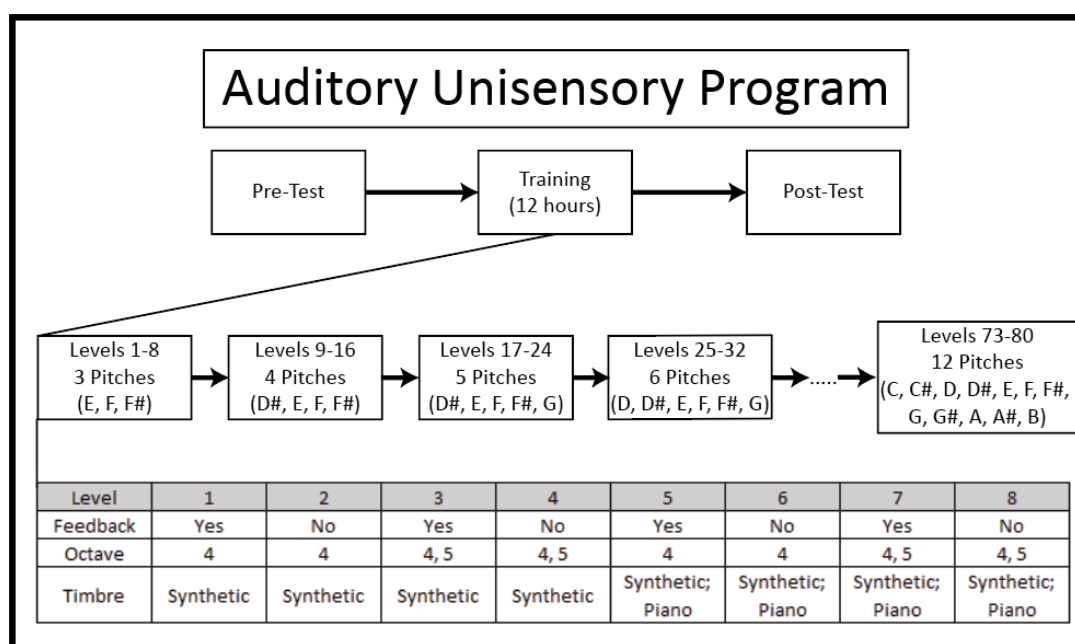 Auditory Unisensory Program
Pre-Test
Training
(12 hours)
Post-Test
Levels 1-8
3 Pitches
(E, F, F#)
Levels 9-16
4 Pitches
(D#, E, F, F#)
Levels 17-24
5 Pitches
(D#, E, F, F#, G)
Levels 25-32
6 Pitches
(D, D#, E, F, F#, G)
.....
Levels 73-80
12 Pitches
(C, C#, D, D#, E, F, F#,
G, G#, A, A#, B)
Level 1 2 3 4 5 6 7 8
Feedback Yes No Yes No Yes No Yes No
Octave 4 4 4, 5 4, 5 4 4 4, 5 4, 5
Timbre Synthetic Synthetic Synthetic Synthetic Synthetic; Piano Synthetic; Piano Synthetic; Piano Synthetic; Piano